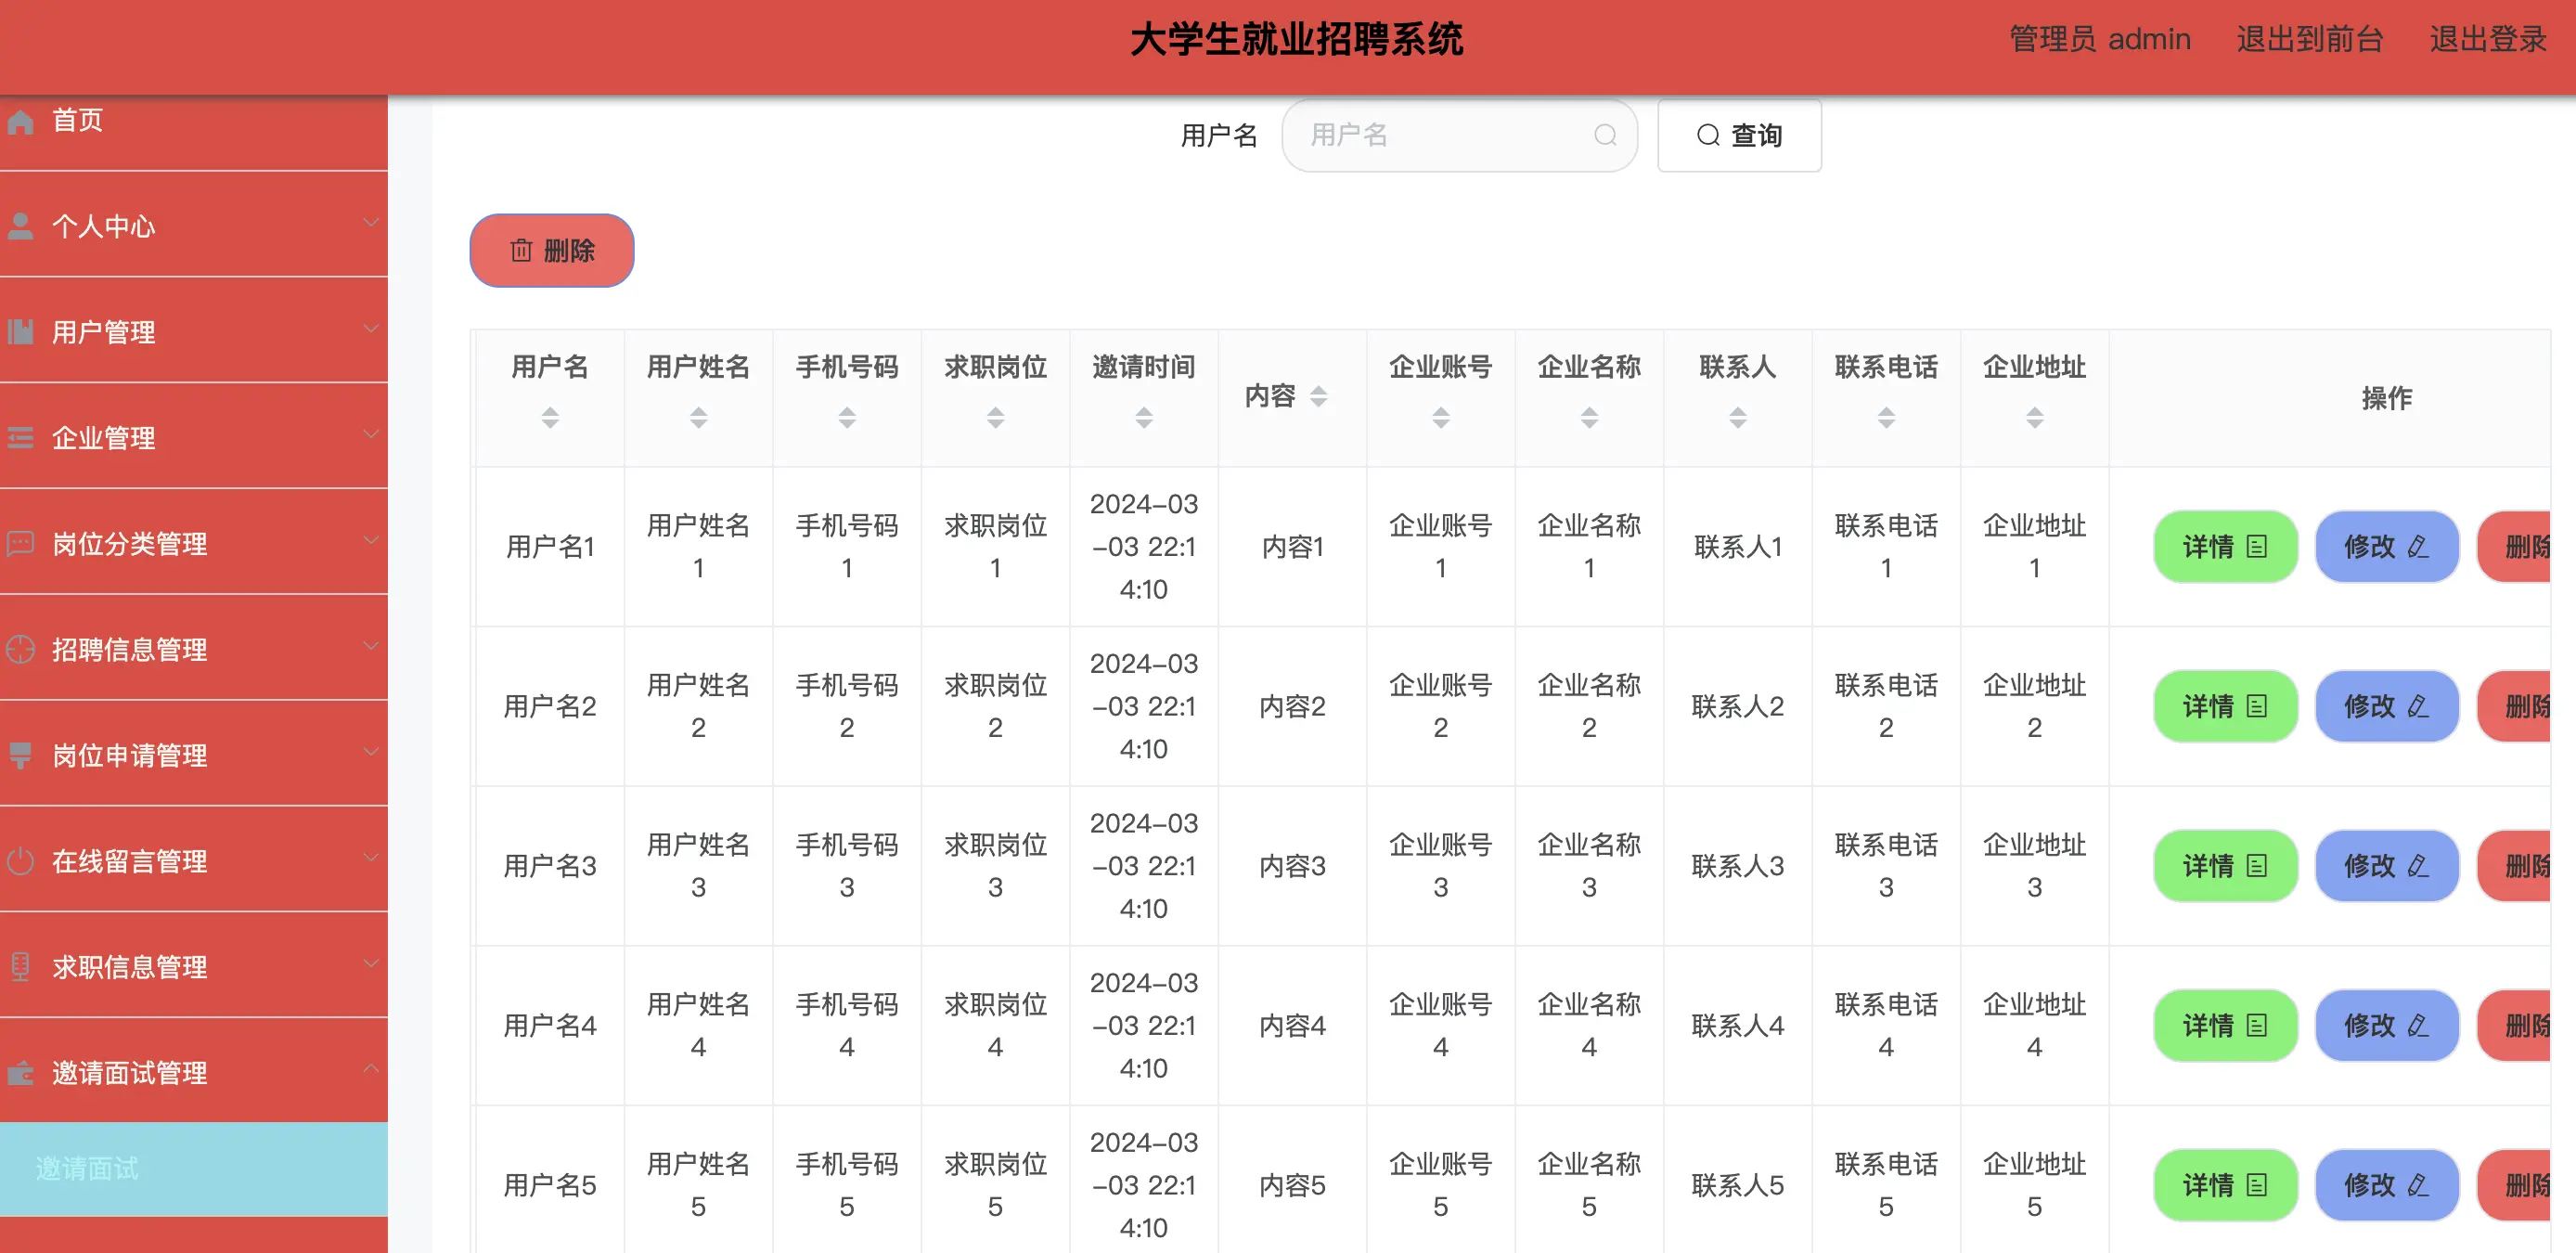 大学生就业招聘系统
管理员 admin 退出到前台 退出登录
首页
个人中心
用户管理
企业管理
岗位分类管理
招聘信息管理
岗位申请管理
在线留言管理
求职信息管理
邀请面试管理
邀请面试
用户名 用户名 查询
删除
用户名 用户姓名 手机号码 求职岗位 邀请时间 内容 企业账号 企业名称 联系人 联系电话 企业地址 操作
用户名1 用户姓名1 手机号码1 求职岗位1 2024-03-03 22:14:10 内容1 企业账号1 企业名称1 联系人1 联系电话1 企业地址1 详情 修改 删除
用户名2 用户姓名2 手机号码2 求职岗位2 2024-03-03 22:14:10 内容2 企业账号2 企业名称2 联系人2 联系电话2 企业地址2 详情 修改 删除
用户名3 用户姓名3 手机号码3 求职岗位3 2024-03-03 22:14:10 内容3 企业账号3 企业名称3 联系人3 联系电话3 企业地址3 详情 修改 删除
用户名4 用户姓名4 手机号码4 求职岗位4 2024-03-03 22:14:10 内容4 企业账号4 企业名称4 联系人4 联系电话4 企业地址4 详情 修改 删除
用户名5 用户姓名5 手机号码5 求职岗位5 2024-03-03 22:14:10 内容5 企业账号5 企业名称5 联系人5 联系电话5 企业地址5 详情 修改 删除